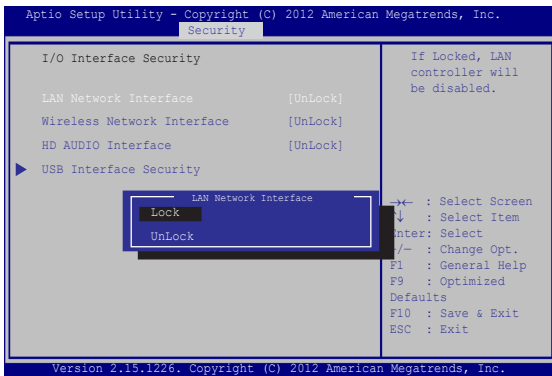 Aptio Setup Utility - Copyright (C) 2012 American Megatrends, Inc.
Security
I/O Interface Security
LAN Network Interface [UnLock]
Wireless Network Interface [UnLock]
HD AUDIO Interface [UnLock]
USB Interface Security
If Locked, LAN
controller will
be disabled.
LAN Network Interface
Lock
UnLock
→← : Select Screen
↑↓ : Select Item
Enter: Select
+/— : Change Opt.
F1 : General Help
F9 : Optimized
Defaults
F10 : Save & Exit
ESC : Exit
Version 2.15.1226. Copyright (C) 2012 American Megatrends, Inc.